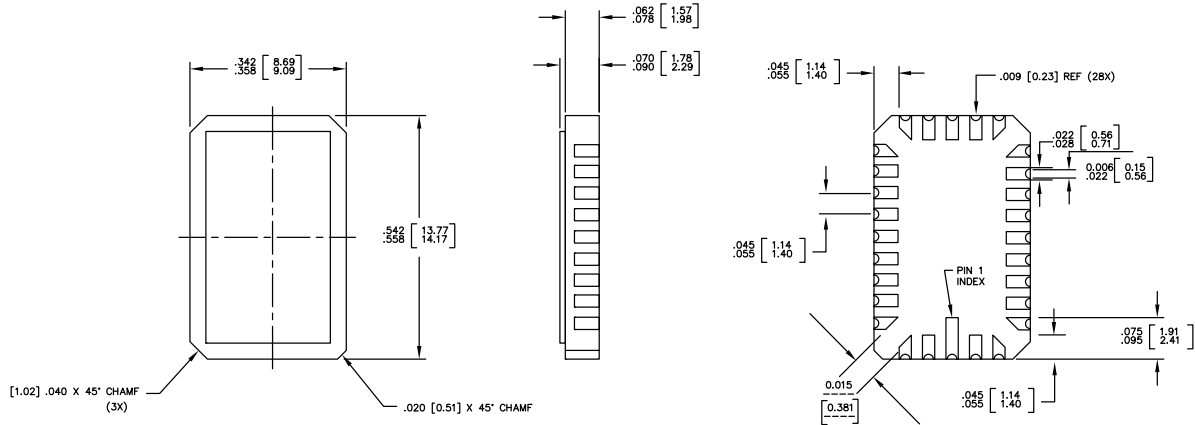 .342 [ 8.69
.358 9.09 ]
.542 [ 13.77
.558 14.17 ]
[1.02] .040 X 45° CHAMF
(3X)
.020 [0.51] X 45° CHAMF
.062 [ 1.57
.078 1.98 ]
.070 [ 1.78
.090 2.29 ]
.045 [ 1.14
.055 1.40 ]
.009 [0.23] REF (28X)
.022 [ 0.56
.028 0.71 ]
0.006 [ 0.15
.022 0.56 ]
.045 [ 1.14
.055 1.40 ]
PIN 1
INDEX
.075 [ 1.91
.095 2.41 ]
0.015
[0.381]
.045 [ 1.14
.055 1.40 ]